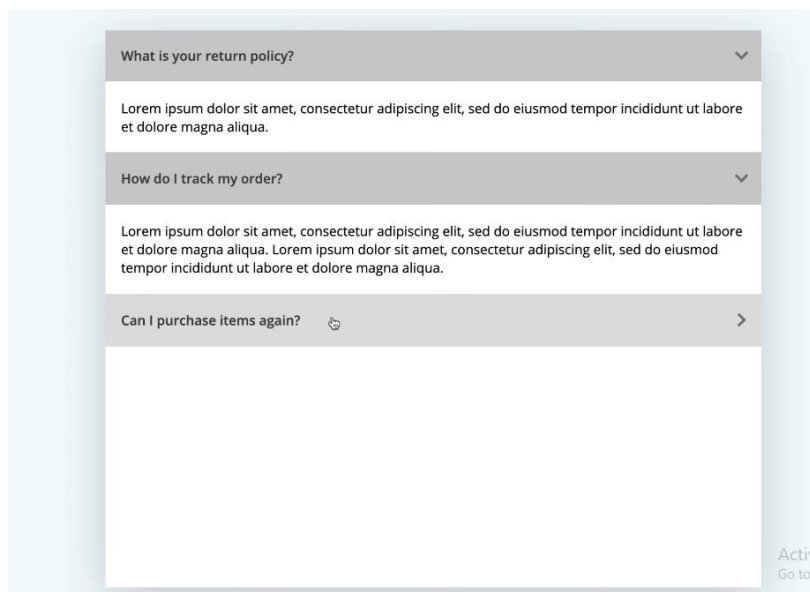 What is your return policy?
Lorem ipsum dolor sit amet, consectetur adipiscing elit, sed do eiusmod tempor incididunt ut labore
et dolore magna aliqua.
How do I track my order?
Lorem ipsum dolor sit amet, consectetur adipiscing elit, sed do eiusmod tempor incididunt ut labore
et dolore magna aliqua. Lorem ipsum dolor sit amet, consectetur adipiscing elit, sed do eiusmod
tempor incididunt ut labore et dolore magna aliqua.
Can I purchase items again?
Go to